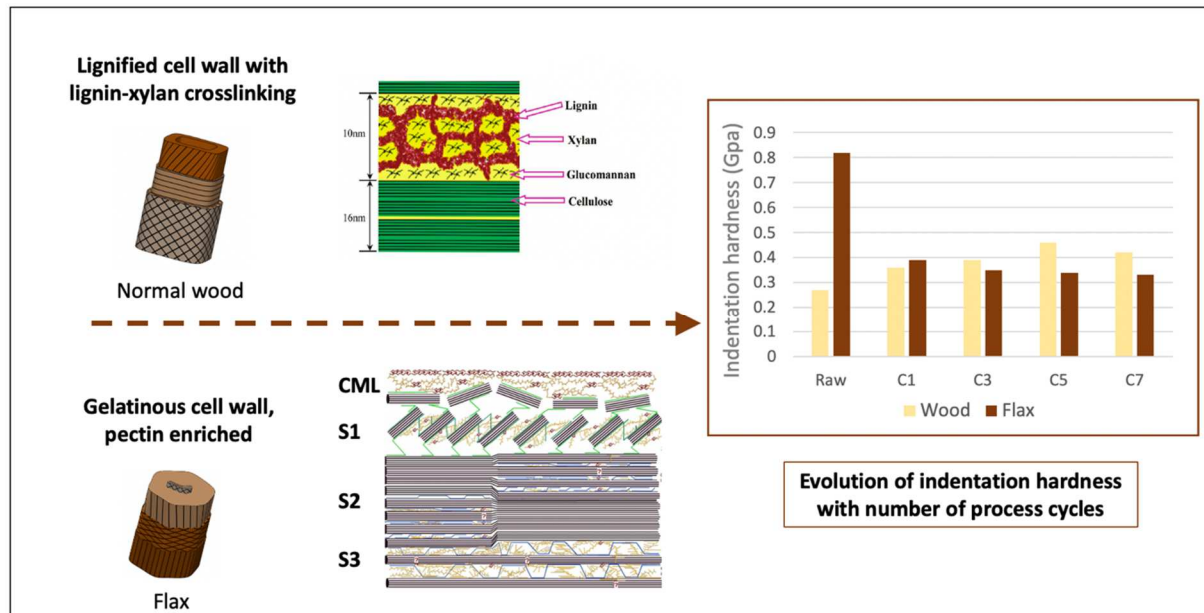 Lignified cell wall with
lignin-xylan crosslinking
Normal wood
10nm
16nm
Lignin
Xylan
Glucomannan
Cellulose
Gelatinous cell wall,
pectin enriched
Flax
CML
S1
S2
S3
Indentation hardness (Gpa)
0.9
0.8
0.7
0.6
0.5
0.4
0.3
0.2
0.1
0
Raw C1 C3 C5 C7
Wood Flax
Evolution of indentation hardness
with number of process cycles